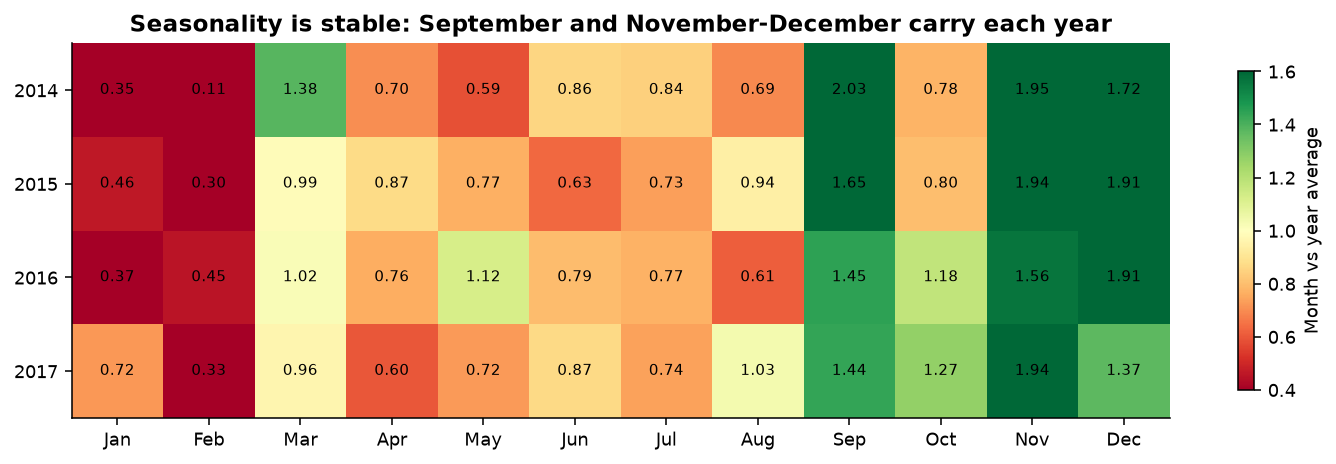 Seasonality is stable: September and November-December carry each year
2014 0.35 0.11 1.38 0.70 0.59 0.86 0.84 0.69 2.03 0.78 1.95 1.72
2015 0.46 0.30 0.99 0.87 0.77 0.63 0.73 0.94 1.65 0.80 1.94 1.91
2016 0.37 0.45 1.02 0.76 1.12 0.79 0.77 0.61 1.45 1.18 1.56 1.91
2017 0.72 0.33 0.96 0.60 0.72 0.87 0.74 1.03 1.44 1.27 1.94 1.37
Jan Feb Mar Apr May Jun Jul Aug Sep Oct Nov Dec
1.6
1.4
1.2
1.0
0.8
0.6
0.4
Month vs year average